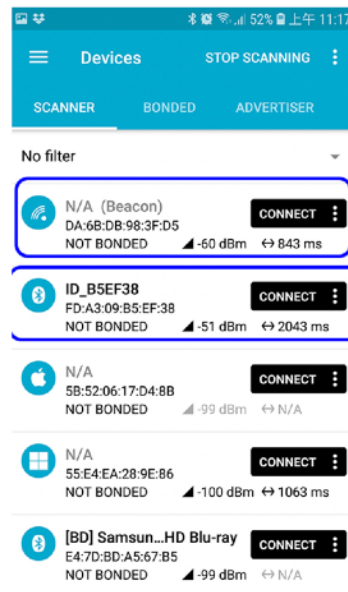 52% 上午 11:17
Devices STOP SCANNING
SCANNER BONDED ADVERTISER
No filter
N/A (Beacon)
DA:6B:DB:98:3F:D5
CONNECT
NOT BONDED -60 dBm 843 ms
ID_B5EF38
FD:A3:09:B5:EF:38
CONNECT
NOT BONDED -51 dBm 2043 ms
N/A
5B:52:06:17:D4:8B
CONNECT
NOT BONDED -99 dBm N/A
N/A
55:E4:EA:28:9E:86
CONNECT
NOT BONDED -100 dBm 1063 ms
[BD] Samsun...HD Blu-ray
E4:7D:BD:A5:67:B5
CONNECT
NOT BONDED -99 dBm N/A